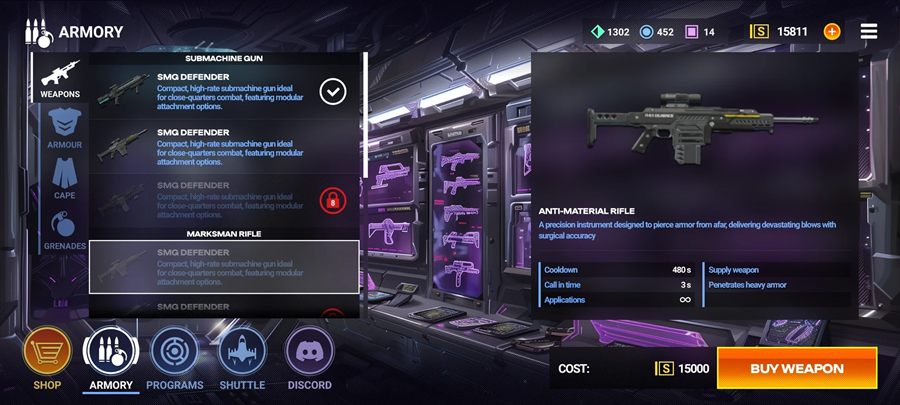 ARMORY
1302
452
14
S
15811
WEAPONS
ARMOUR
CAPE
GRENADES
SUBMACHINE GUN
SMG DEFENDER
Compact, high-rate submachine gun ideal
for close-quarters combat, featuring modular
attachment options.
SMG DEFENDER
Compact, high-rate submachine gun ideal
for close-quarters combat, featuring modular
attachment options.
SMG DEFENDER
Compact, high-rate submachine gun ideal
for close-quarters combat, featuring modular
attachment options.
8
MARKSMAN RIFLE
SMG DEFENDER
Compact, high-rate submachine gun ideal
for close-quarters combat, featuring modular
attachment options.
SMG DEFENDER
ANTI-MATERIAL RIFLE
A precision instrument designed to pierce armor from afar, delivering devastating blows with
surgical accuracy
Cooldown 480 s
Call in time 3 s
Applications ∞
Supply weapon
Penetrates heavy armor
SHOP
ARMORY
PROGRAMS
SHUTTLE
DISCORD
COST:
S
15000
BUY WEAPON